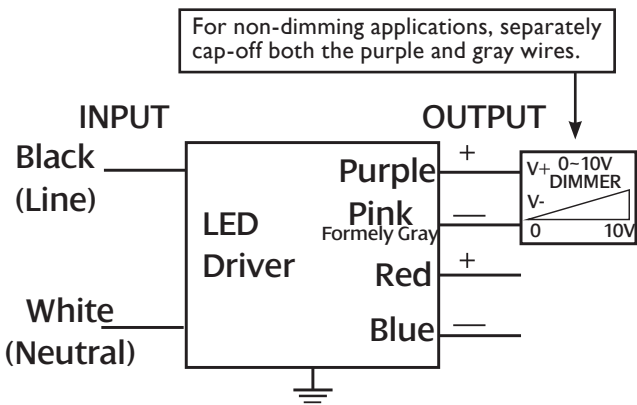 For non-dimming applications, separately
cap-off both the purple and gray wires.
INPUT
OUTPUT
Black
(Line)
White
(Neutral)
LED
Driver
Purple
+
Pink
—
Formely Gray
Red
+
Blue
—
V+ 0~10V
DIMMER
V-
0 10V